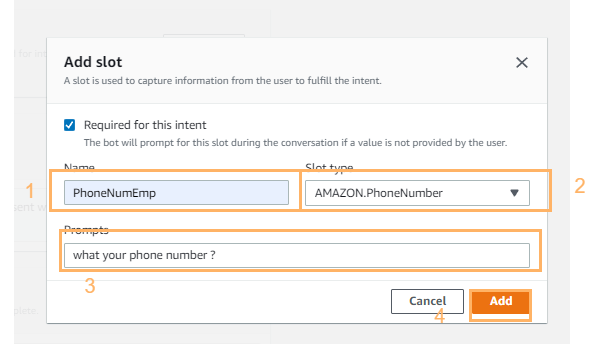 Add slot
A slot is used to capture information from the user to fulfill the intent.
Required for this intent
The bot will prompt for this slot during the conversation if a value is not provided by the user.
Name
Slot type
1
PhoneNumEmp
AMAZON.PhoneNumber
2
Prompts
what your phone number ?
3
Cancel
Add
4